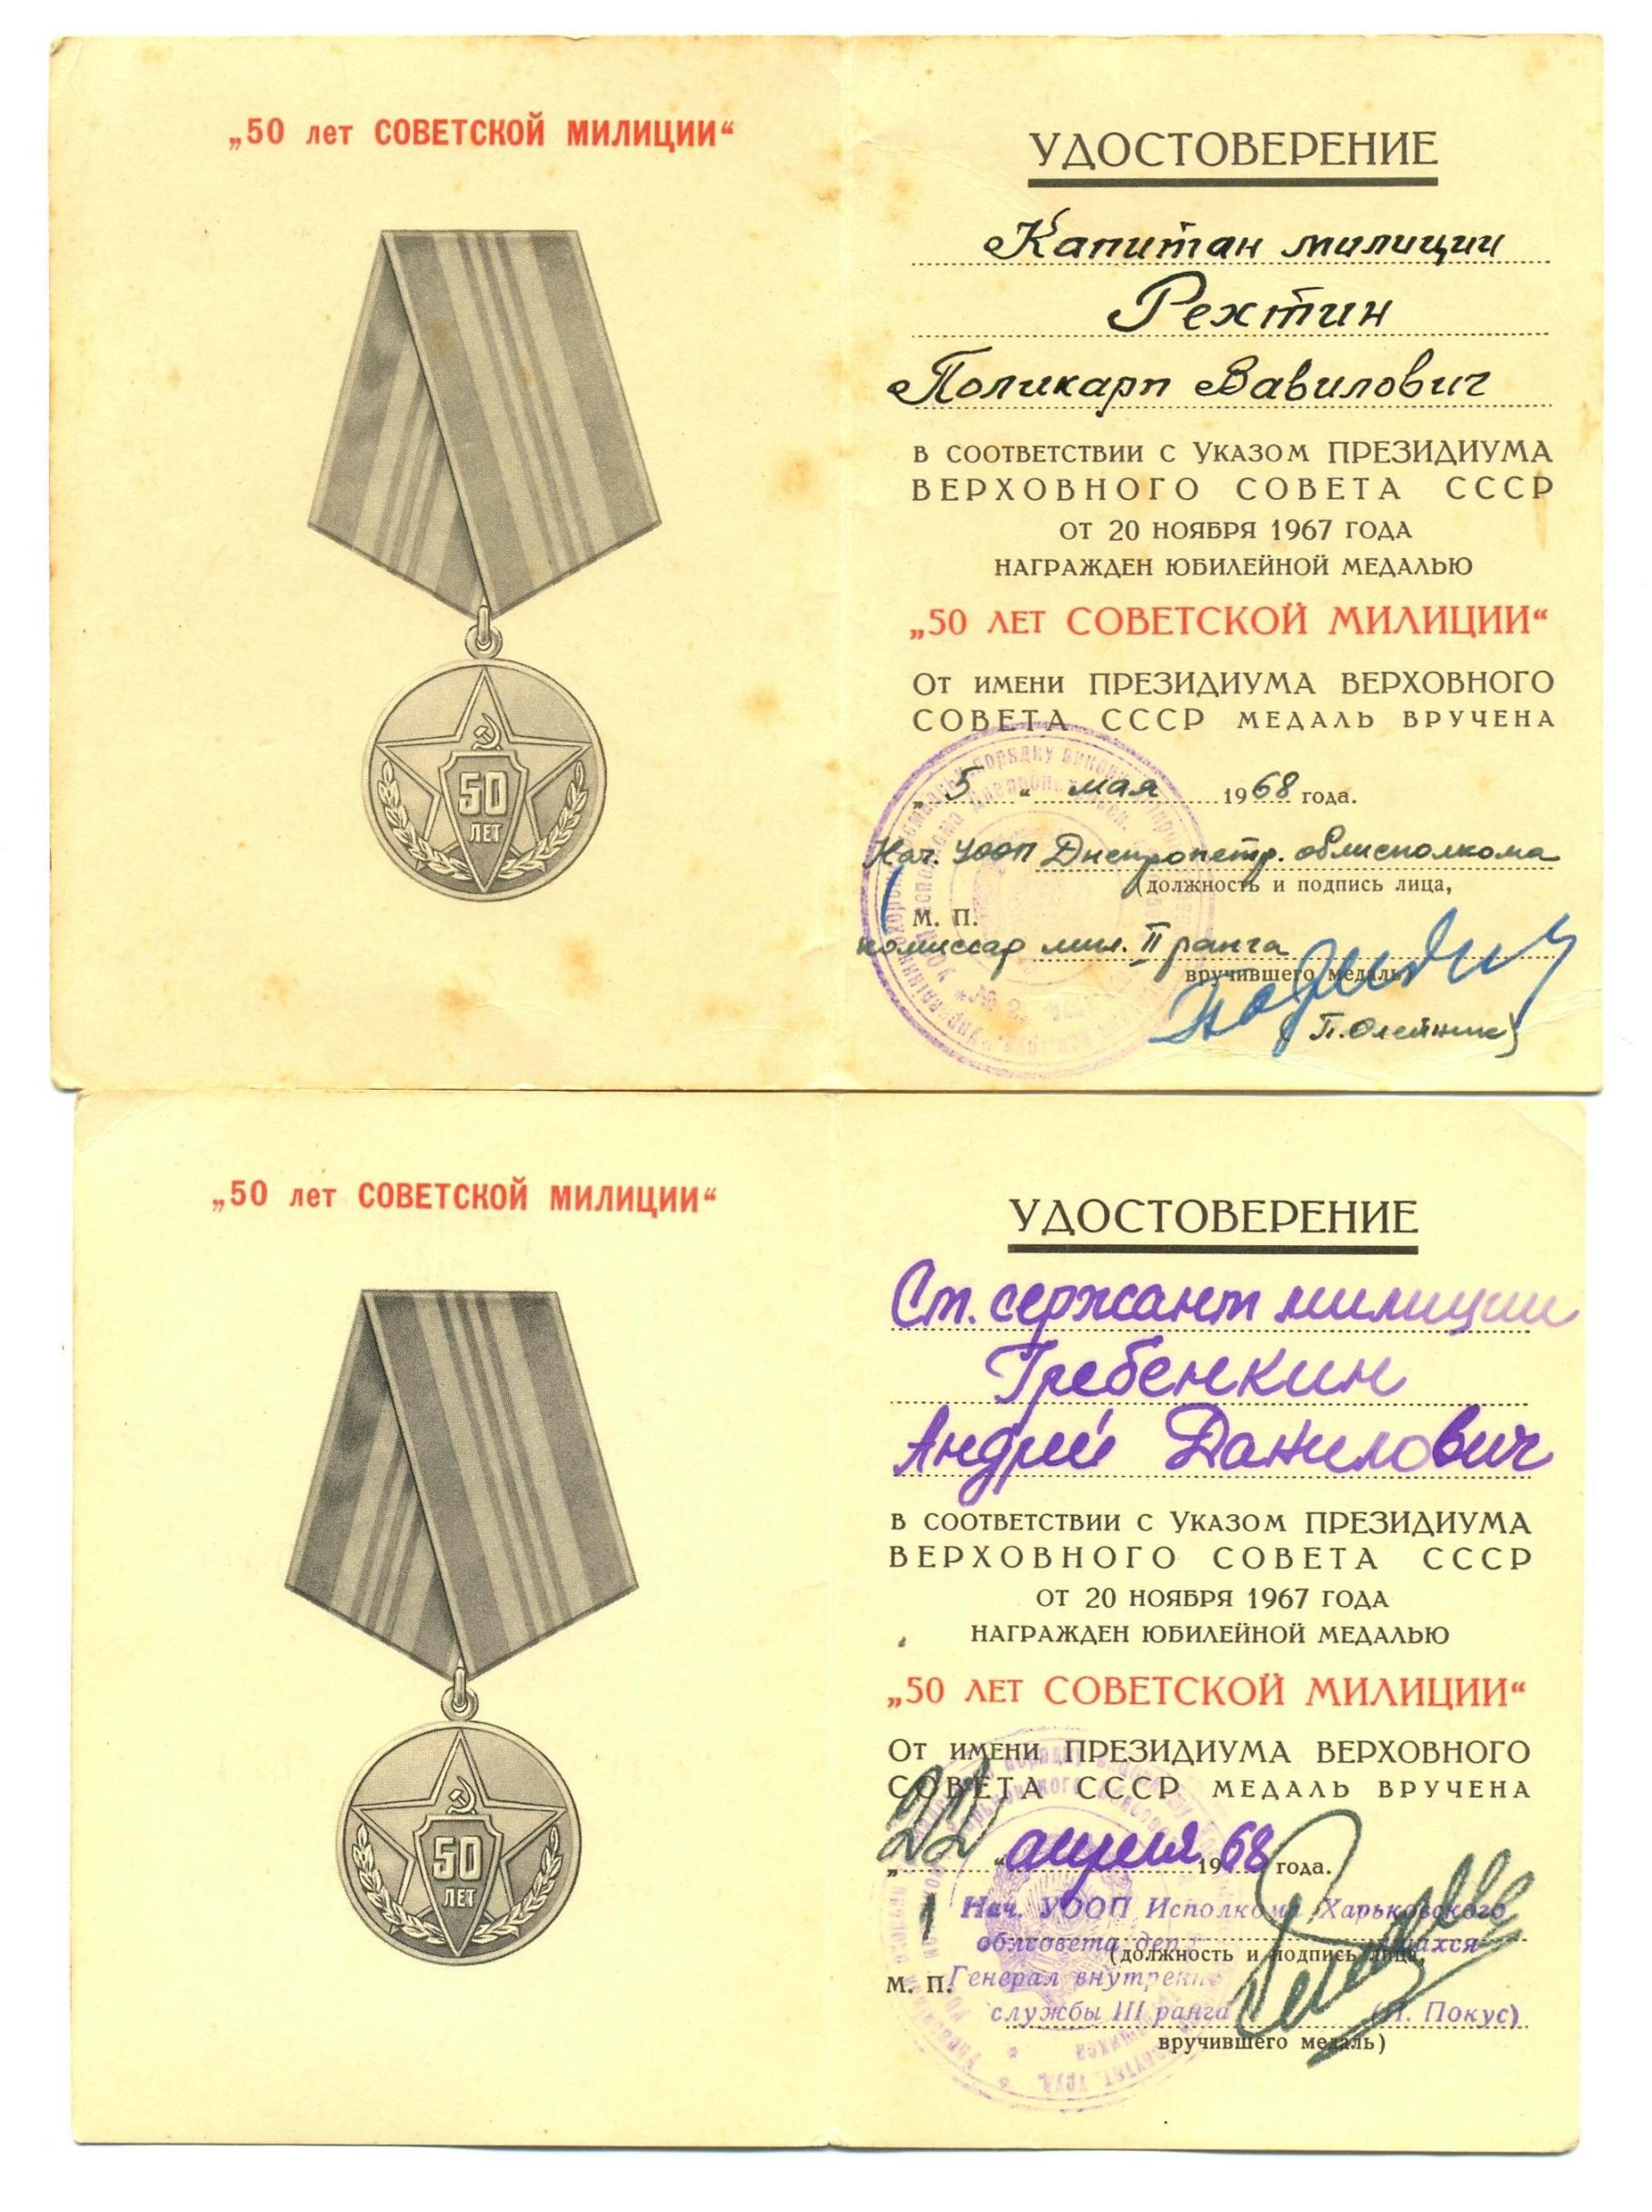 „50 лет СОВЕТСКОЙ МИЛИЦИИ“
50
ЛЕТ
УДОСТОВЕРЕНИЕ
Капитан милиции
Рехтин
Поликарп Вавилович
в соответствии с Указом ПРЕЗИДИУМА
ВЕРХОВНОГО СОВЕТА СССР
от 20 ноября 1967 года
награжден юбилейной медалью
„50 лет СОВЕТСКОЙ МИЛИЦИИ“
От имени ПРЕЗИДИУМА ВЕРХОВНОГО
СОВЕТА СССР медаль вручена
„5“ мая 1968 года.
Нач. УООП Днепропетр. облисполкома
(должность и подпись лица,
М. П.
комиссар мил. II ранга
вручившего медаль)
(П. Олейник)
„50 лет СОВЕТСКОЙ МИЛИЦИИ“
50
ЛЕТ
УДОСТОВЕРЕНИЕ
Ст. сержант милиции
Гребенкин
Андрей Данилович
в соответствии с Указом ПРЕЗИДИУМА
ВЕРХОВНОГО СОВЕТА СССР
от 20 ноября 1967 года
награжден юбилейной медалью
„50 лет СОВЕТСКОЙ МИЛИЦИИ“
От имени ПРЕЗИДИУМА ВЕРХОВНОГО
СОВЕТА СССР медаль вручена
„22“ апреля 1968 года.
Нач. УООП Исполкома Харьковского
облсовета
(должность и подпись лица,
М. П. Генерал внутренней
службы III ранга Покус)
вручившего медаль)